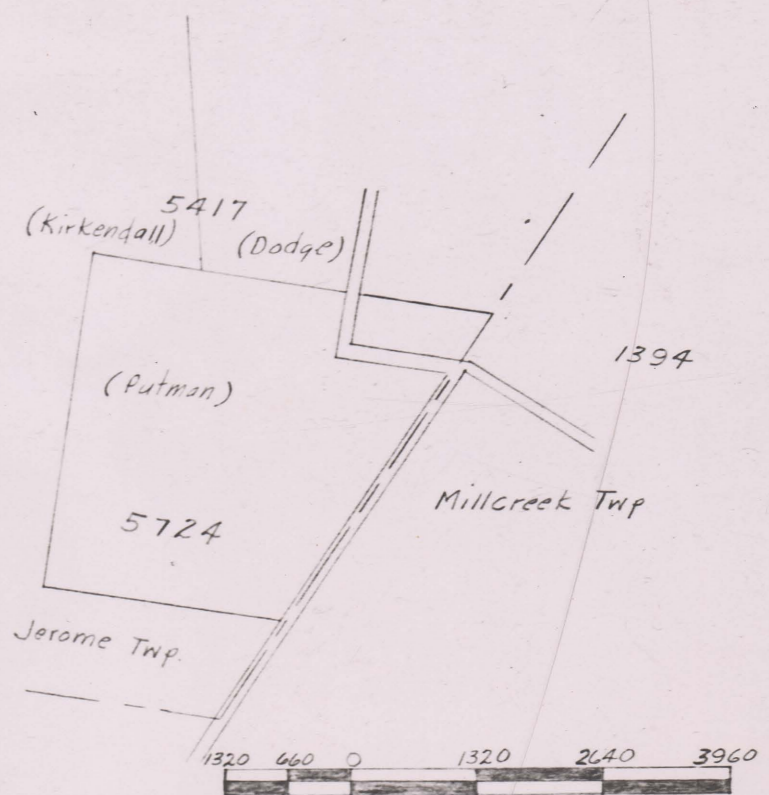 5417
(Kirkendall) (Dodge)
1394
(Putman)
Millcreek Twp
5724
Jerome Twp.
1320 660 0 1320 2640 3960